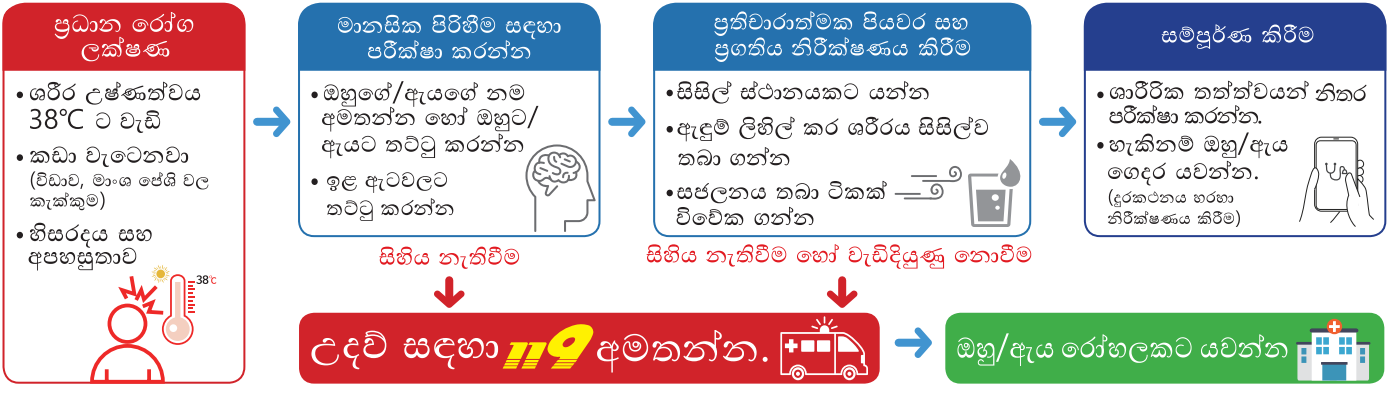 ප්‍රධාන රෝග
ලක්ෂණ
• ශරීර උෂ්ණත්වය
38℃ ට වැඩි
• කඩා වැටෙනවා
(විඩාව, මාංශ පේශි වල
කැක්කුම)
• හිසරදය සහ
අපහසුතාව
38℃
මානසික පිරිහීම සඳහා
පරීක්ෂා කරන්න
• ඔහුගේ/ඇයගේ නම
අමතන්න හෝ ඔහුට/
ඇයට තට්ටු කරන්න
• ඉළ ඇටවලට
තට්ටු කරන්න
සිහිය නැතිවීම
ප්‍රතිචාරාත්මක පියවර සහ
ප්‍රගතිය නිරීක්ෂණය කිරීම
• සිසිල් ස්ථානයකට යන්න
• ඇඳුම් ලිහිල් කර ශරීරය සිසිල්ව
තබා ගන්න
• සජලනය තබා ටිකක්
විවේක ගන්න
සිහිය නැතිවීම හෝ වැඩිදියුණු නොවීම
සම්පූර්ණ කිරීම
• ශාරීරික තත්ත්වයන් නිතර
පරීක්ෂා කරන්න.
• හැකිනම් ඔහු/ඇය
ගෙදර යවන්න.
(දුරකථනය හරහා
නිරීක්ෂණය කිරීම)
උදව් සඳහා 119 අමතන්න.
ඔහු/ඇය රෝහලකට යවන්න